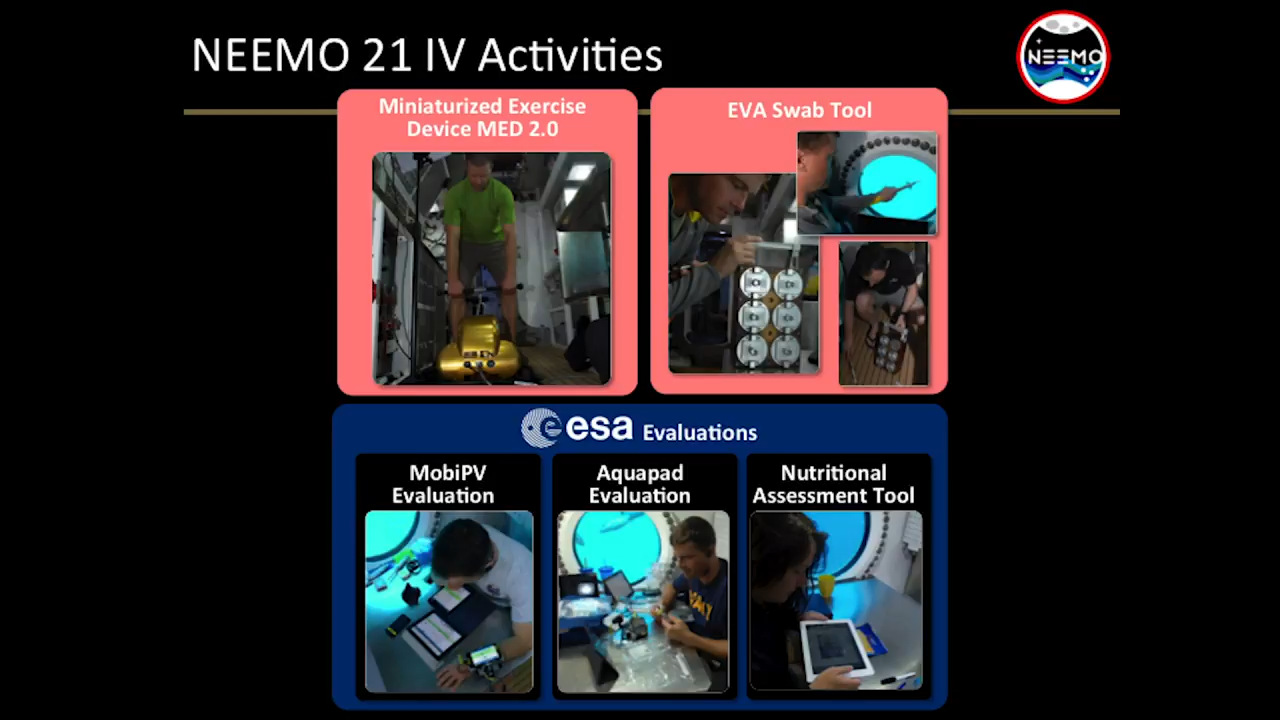 NEEMO 21 IV Activities
NEEMO
Miniaturized Exercise
Device MED 2.0
EVA Swab Tool
esa Evaluations
MobiPV
Evaluation
Aquapad
Evaluation
Nutritional
Assessment Tool